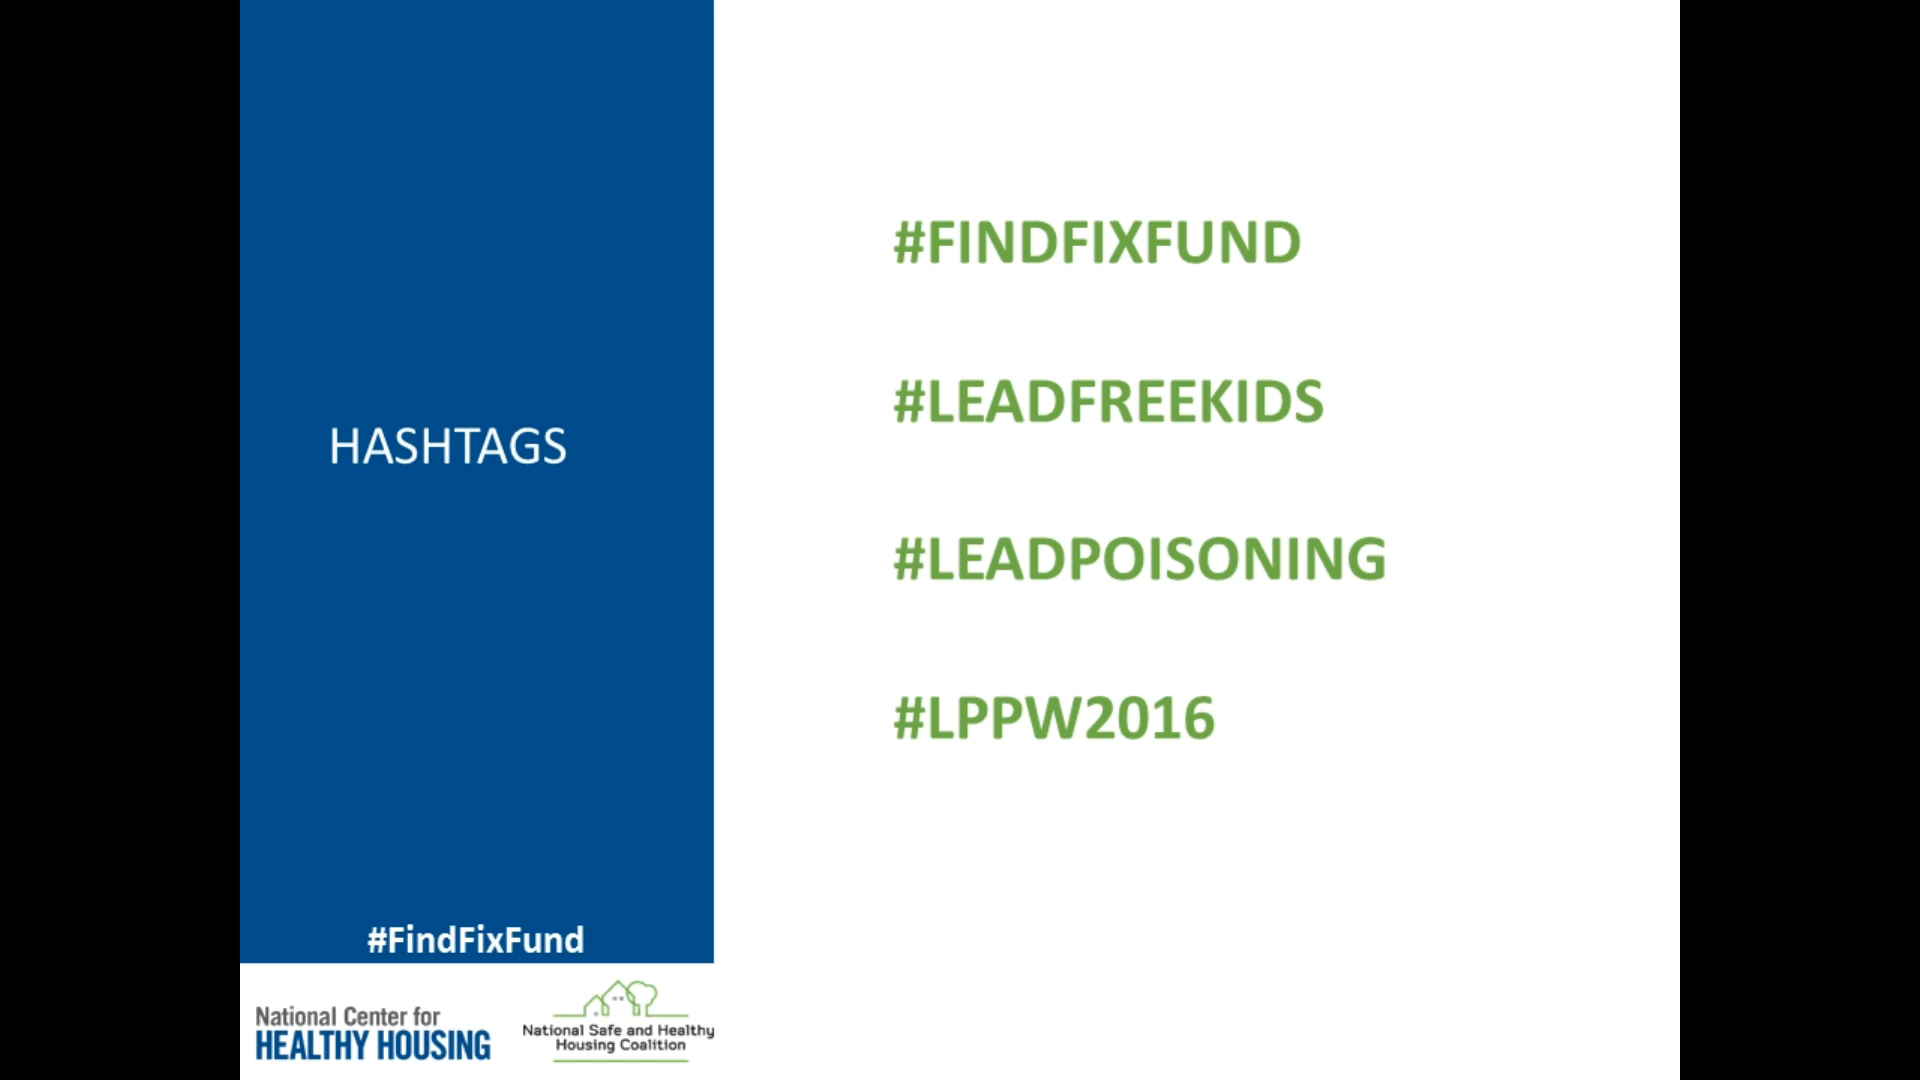 HASHTAGS
#FINDFIXFUND
#LEADFREEKIDS
#LEADPOISONING
#LPPW2016
#FindFixFund
National Center for
HEALTHY HOUSING
National Safe and Healthy
Housing Coalition